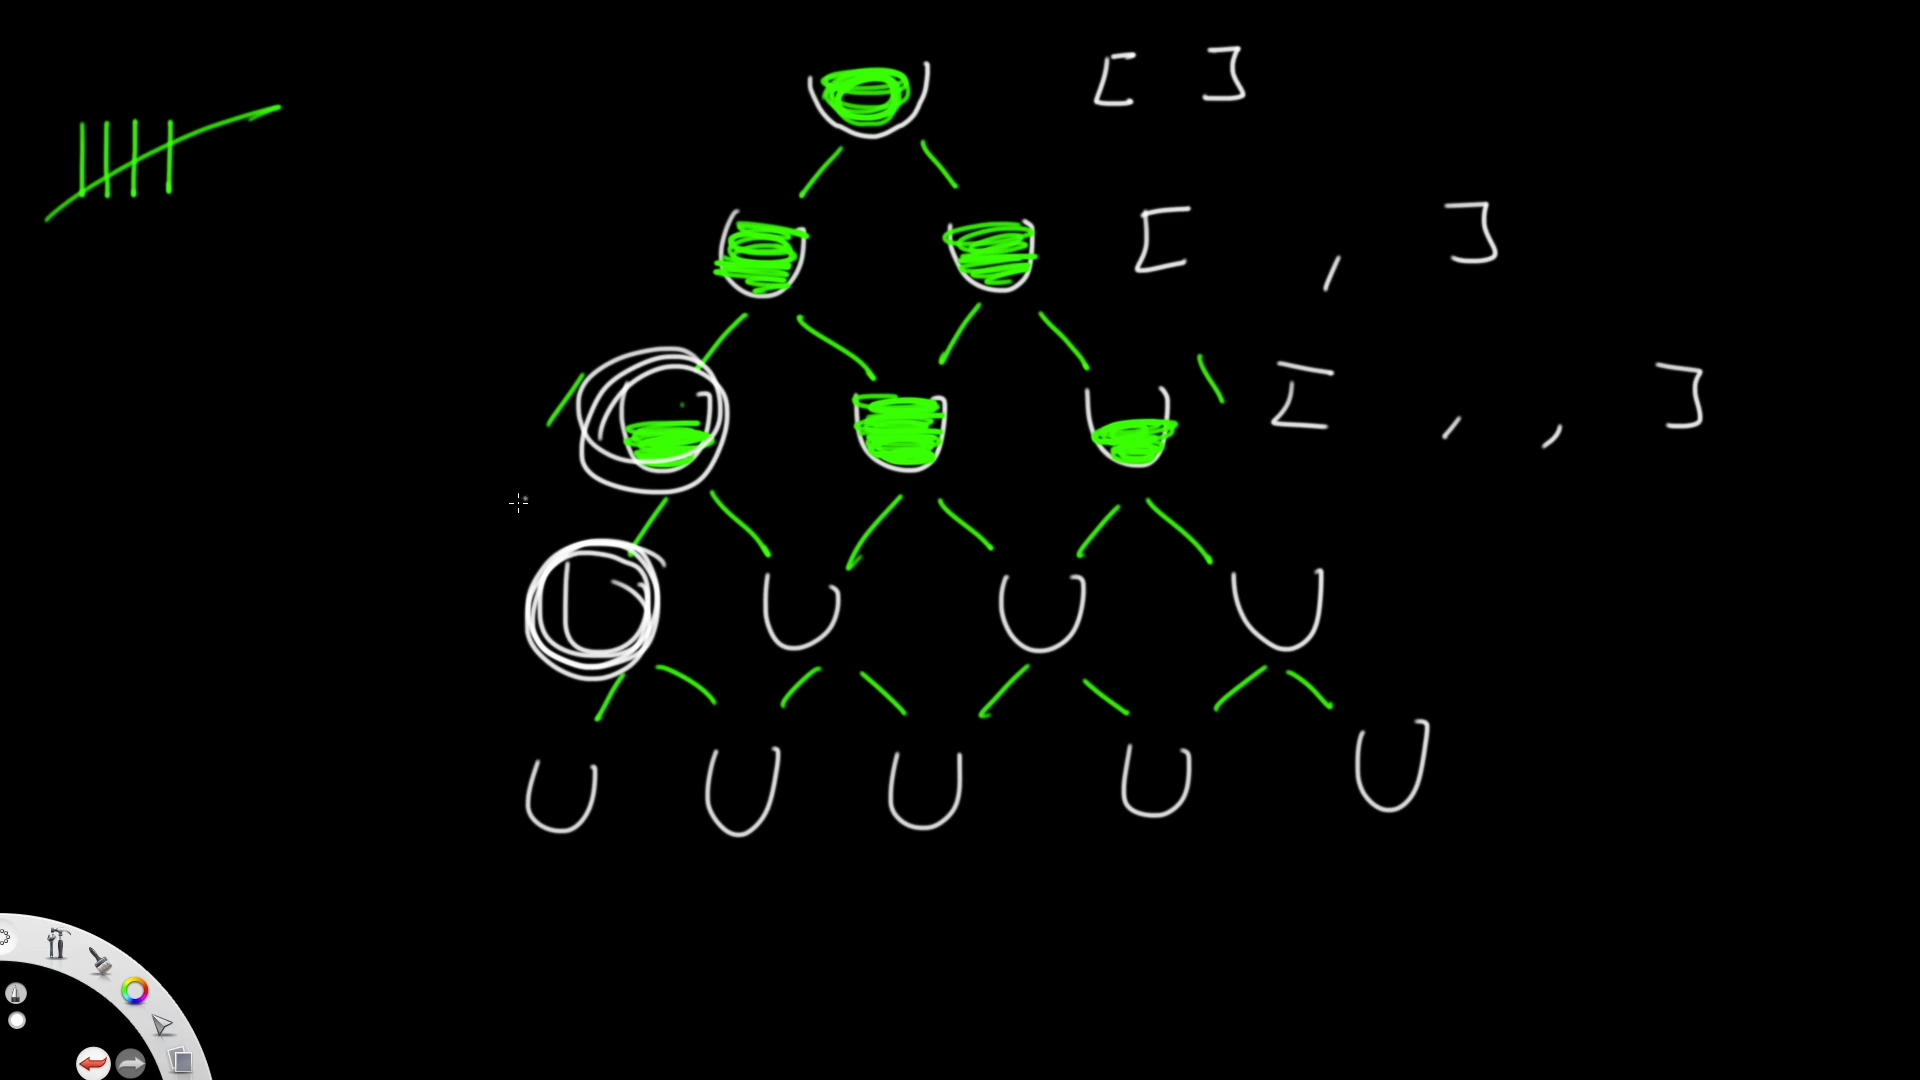 [ ]
[ , ]
[ , , ]